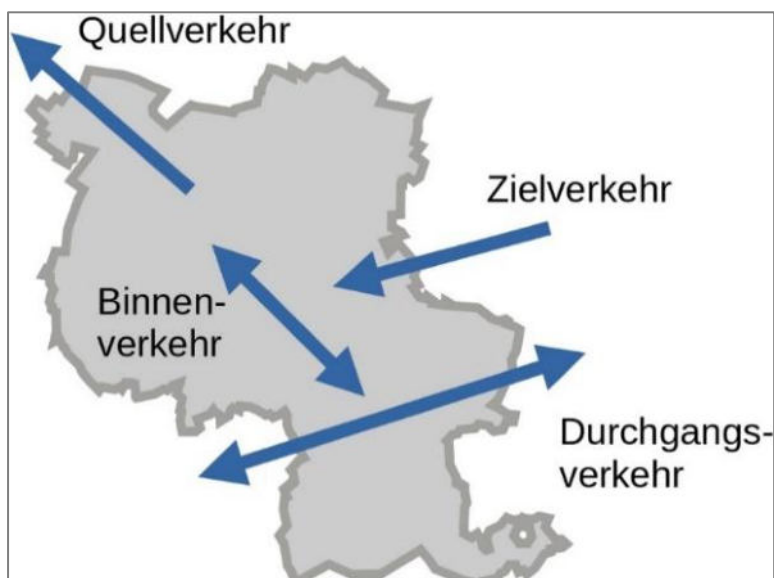 Quellverkehr
Zielverkehr
Binnen-
verkehr
Durchgangs-
verkehr